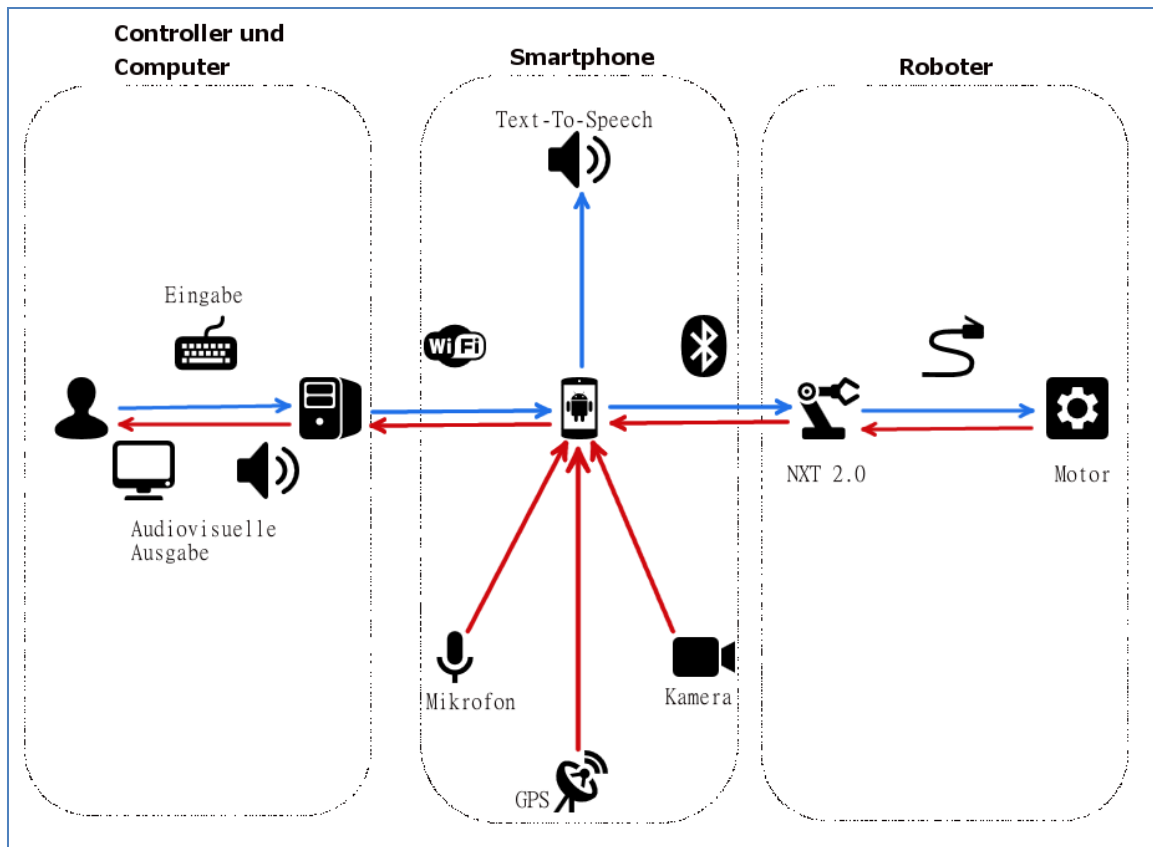 Controller und
Computer
Smartphone
Roboter
Text-To-Speech
Eingabe
WiFi
NXT 2.0
Motor
Audiovisuelle
Ausgabe
Mikrofon
Kamera
GPS